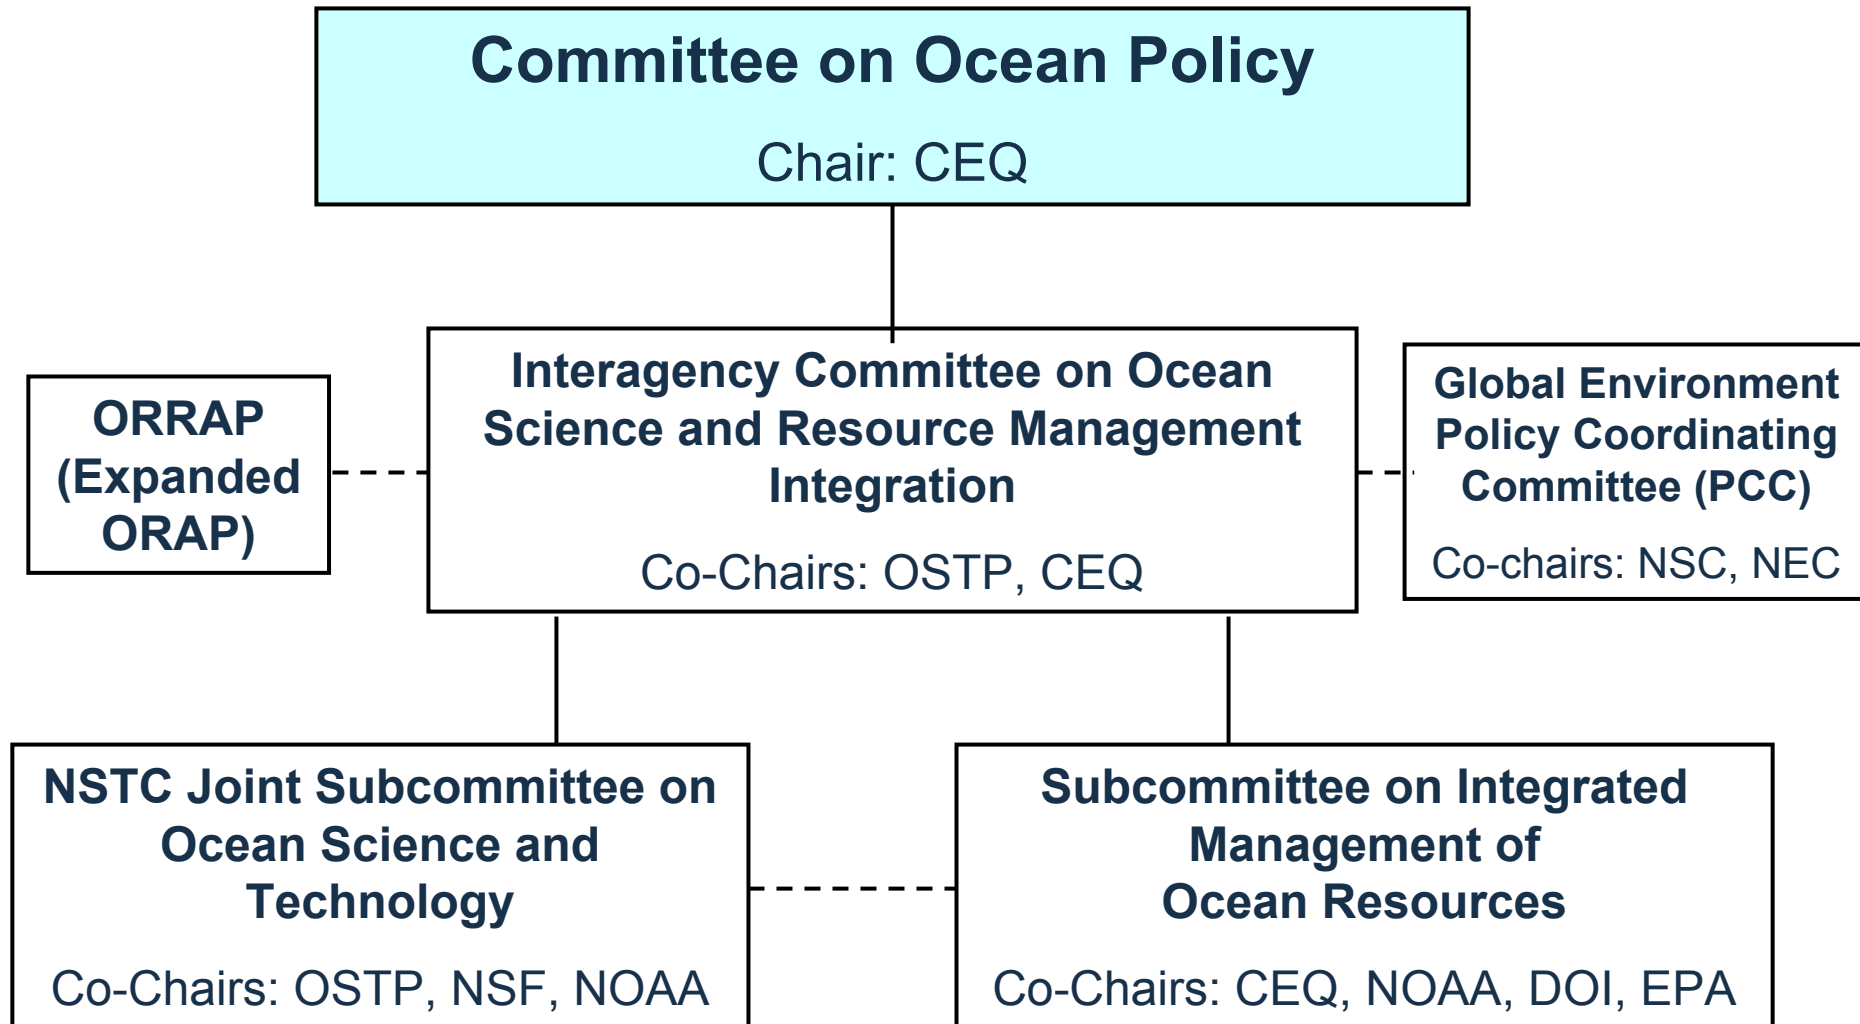 Committee on Ocean Policy
Chair: CEQ
Interagency Committee on Ocean
Science and Resource Management
Integration
Co-Chairs: OSTP, CEQ
ORRAP
(Expanded
ORAP)
Global Environment
Policy Coordinating
Committee (PCC)
Co-chairs: NSC, NEC
NSTC Joint Subcommittee on
Ocean Science and
Technology
Co-Chairs: OSTP, NSF, NOAA
Subcommittee on Integrated
Management of
Ocean Resources
Co-Chairs: CEQ, NOAA, DOI, EPA